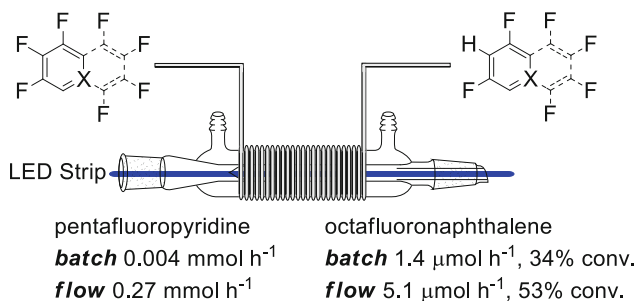 F F F F F F F X
F F F F F F H X
LED Strip
pentafluoropyridine
batch 0.004 mmol h⁻¹
flow 0.27 mmol h⁻¹
octafluoronaphthalene
batch 1.4 μmol h⁻¹, 34% conv.
flow 5.1 μmol h⁻¹, 53% conv.